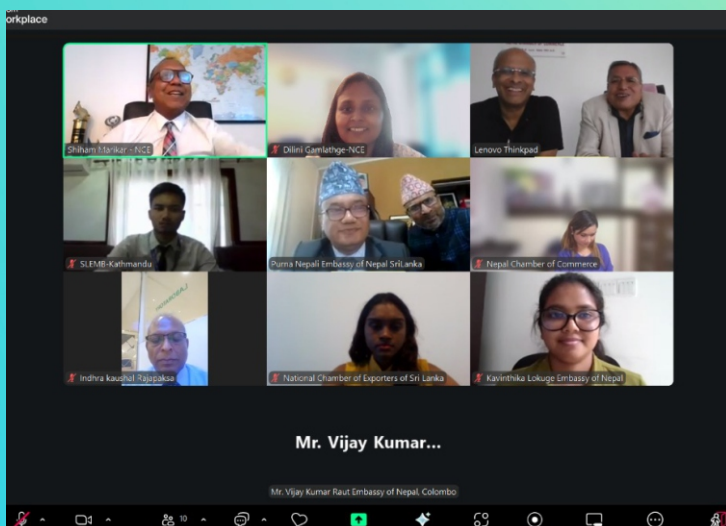 orkplace
Shiham Marikar - NCE
Dilini Gamlathge-NCE
Lenovo Thinkpad
SLEMB-Kathmandu
Purna Nepali Embassy of Nepal SriLanka
Nepal Chamber of Commerce
Indhra kaushal Rajapaksa
National Chamber of Exporters of Sri Lanka
Kavinthika Lokuge Embassy of Nepal
Mr. Vijay Kumar...
Mr. Vijay Kumar Raut Embassy of Nepal, Colombo
10